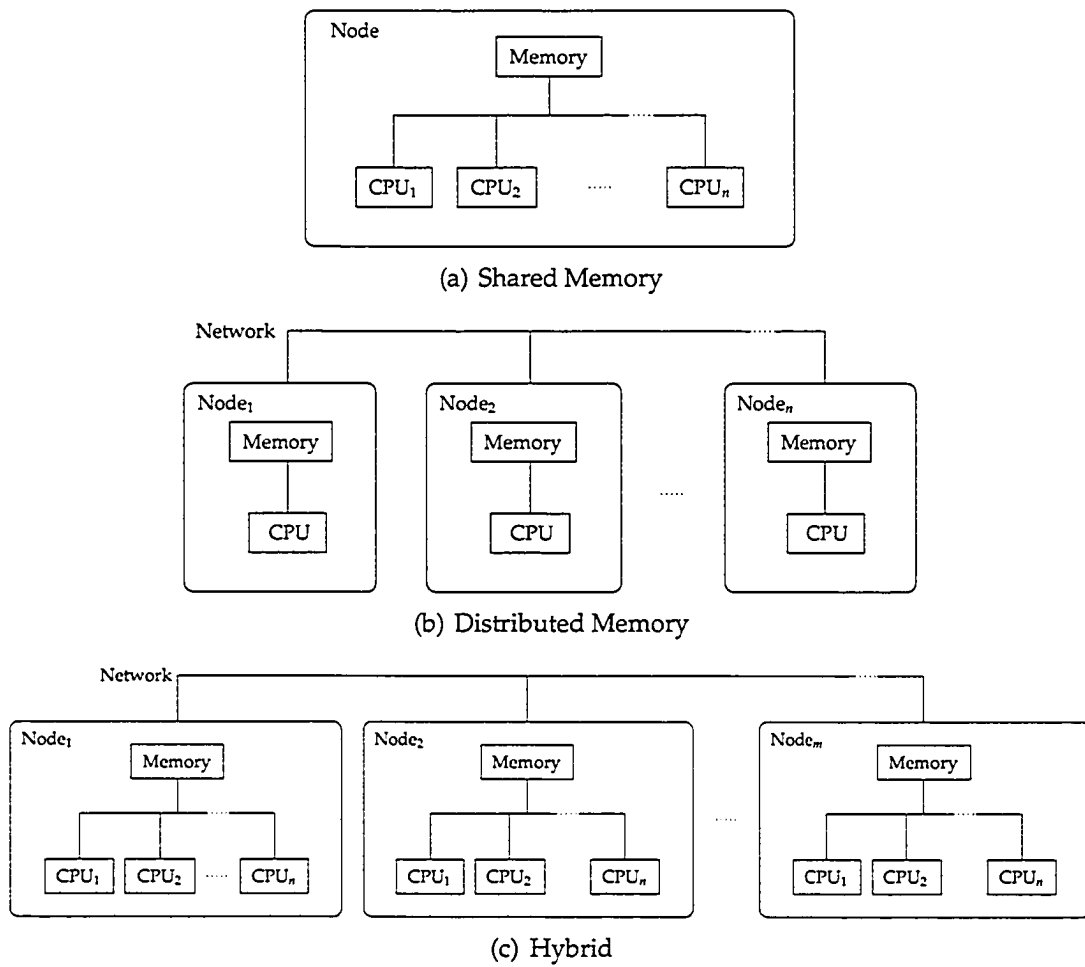 Node
Memory
CPU₁ CPU₂ ..... CPUₙ
(a) Shared Memory
Network
Node₁ Node₂ Nodeₙ
Memory Memory Memory
.....
CPU CPU CPU
(b) Distributed Memory
Network
Node₁ Node₂ Nodeₘ
Memory Memory Memory
.....
CPU₁ CPU₂ ..... CPUₙ CPU₁ CPU₂ CPUₙ CPU₁ CPU₂ CPUₙ
(c) Hybrid